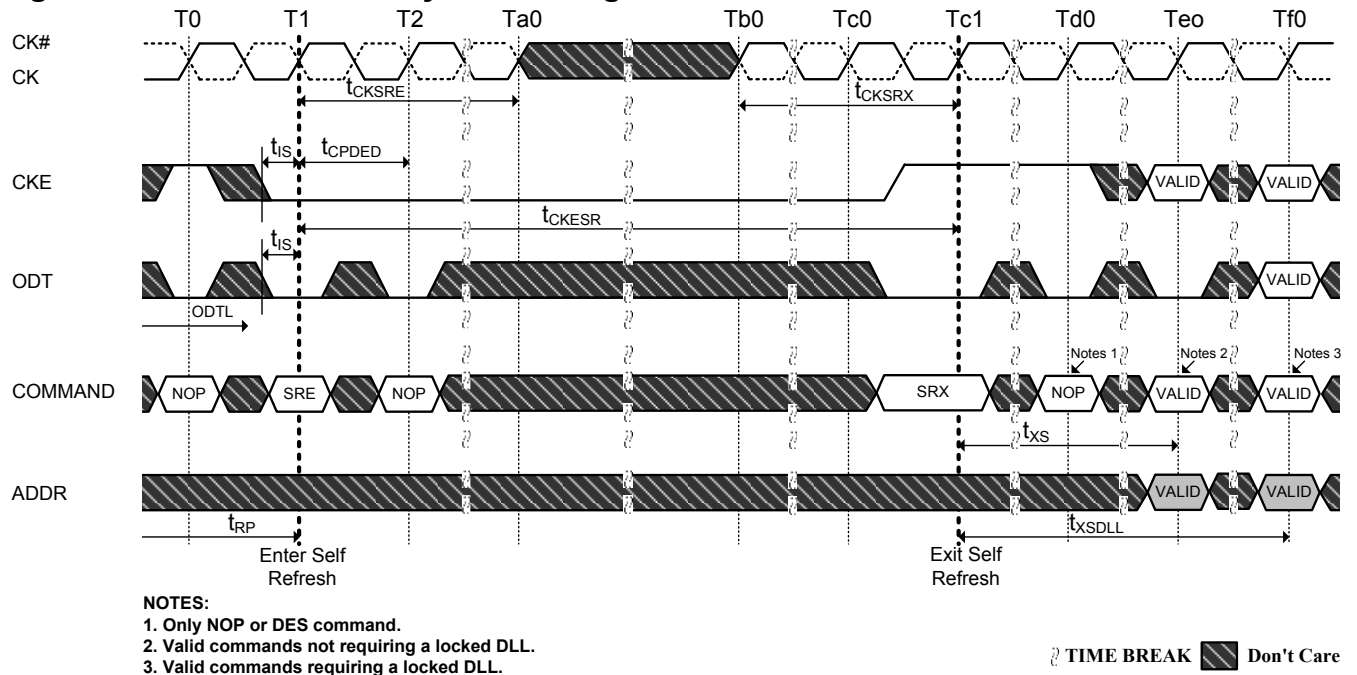 T0 T1 T2 Ta0 Tb0 Tc0 Tc1 Td0 Teo Tf0
CK#
CK
tCKSRE tCKSRX
tIS tCPDED
CKE VALID VALID
tCKESR
tIS
ODT VALID
ODTL
Notes 1 Notes 2 Notes 3
COMMAND NOP SRE NOP SRX NOP VALID VALID
tXS
ADDR VALID VALID
tRP tXSDLL
Enter Self Refresh
Exit Self Refresh
NOTES:
1. Only NOP or DES command.
2. Valid commands not requiring a locked DLL.
3. Valid commands requiring a locked DLL.
TIME BREAK Don't Care